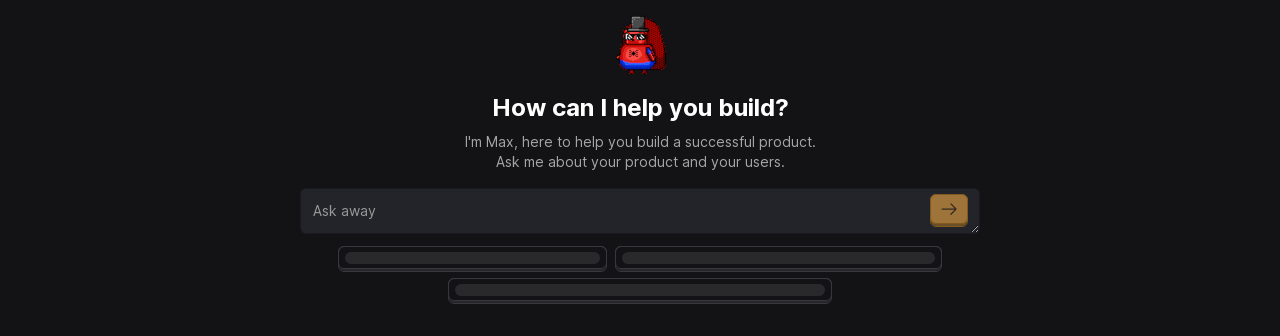 How can I help you build?
I'm Max, here to help you build a successful product.
Ask me about your product and your users.
Ask away